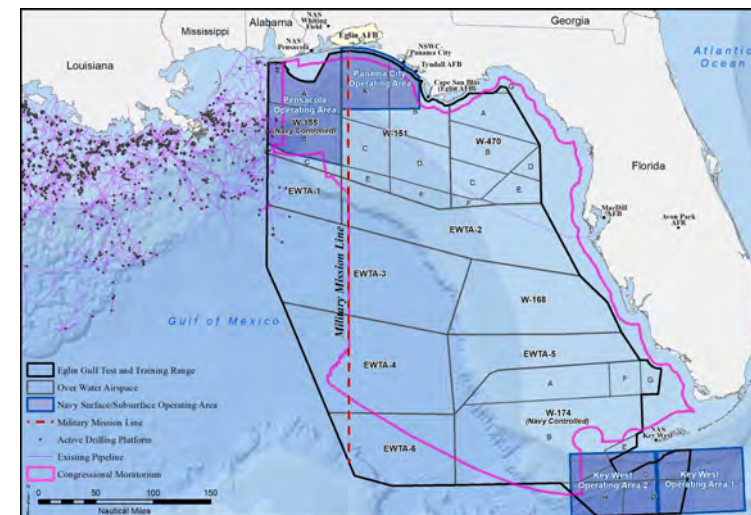 Mississippi
Alabama
NAS
Whiting
Field
Georgia
Eglin AFB
NAS
Pensacola
NSWC
Panama City
Tyndall AFB
Cape San Blas
(Eglin AFB)
Atlantic
Ocean
Louisiana
A
Pensacola
Operating Area
Panama City
Operating Area
A
W-155
(Navy Controlled)
B
B
W-151
A
G
W-470
B
C
D
C
D
E
F
C
E
F
EWTA-1
Florida
MacDill
AFB
Avon Park
AFR
EWTA-2
EWTA-3
W-168
Military Mission Line
Gulf of Mexico
EWTA-4
EWTA-5
A
F
G
W-174
(Navy Controlled)
B
NAS
Key West
E
EWTA-6
Key West
Operating Area 2
Key West
Operating Area 1
C
H
D
Eglin Gulf Test and Training Range
Over Water Airspace
Navy Surface/Subsurface Operating Area
Military Mission Line
Active Drilling Platform
Existing Pipeline
Congressional Moratorium
0 50 100 150
Nautical Miles